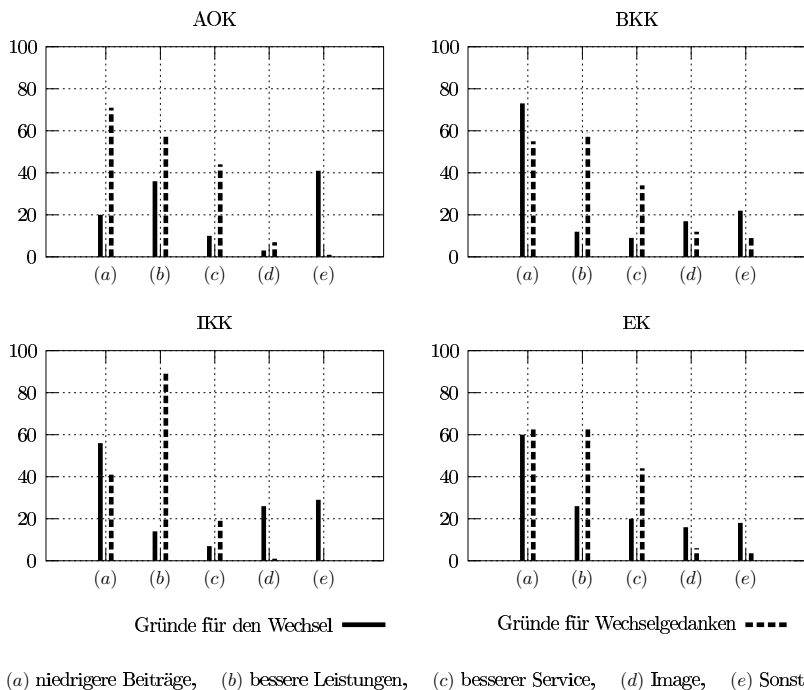 AOK
BKK
100
80
60
40
20
0
(a) (b) (c) (d) (e)
100
80
60
40
20
0
(a) (b) (c) (d) (e)
IKK
EK
100
80
60
40
20
0
(a) (b) (c) (d) (e)
100
80
60
40
20
0
(a) (b) (c) (d) (e)
Gründe für den Wechsel
Gründe für Wechselgedanken
(a) niedrigere Beiträge, (b) bessere Leistungen, (c) besserer Service, (d) Image, (e) Sonst